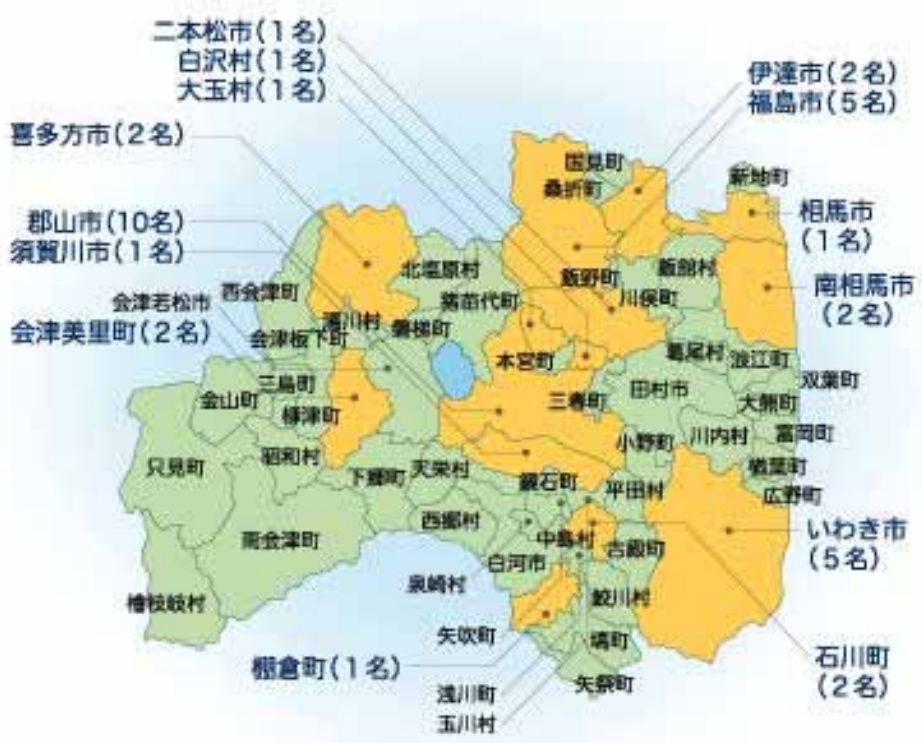 二本松市(1名)
白沢村(1名)
大玉村(1名)
伊達市(2名)
福島市(5名)
喜多方市(2名)
国見町
桑折町
新地町
相馬市
(1名)
郡山市(10名)
須賀川市(1名)
北塩原村
飯野町
飯館村
南相馬市
(2名)
会津若松市
西会津町
猪苗代町
川俣町
会津美里町(2名)
湯川村
磐梯町
会津板下町
本宮町
葛尾村
浪江町
双葉町
三島町
金山町
柳津町
三春町
田村市
大熊町
小野町
川内村
富岡町
昭和村
只見町
下郷町
天栄村
鏡石町
平田村
楢葉町
広野町
西郷村
南会津町
中島村
古殿町
いわき市
(5名)
白河市
泉崎村
檜枝岐村
鮫川村
矢吹町
塙町
棚倉町(1名)
石川町
(2名)
矢祭町
浅川町
玉川村